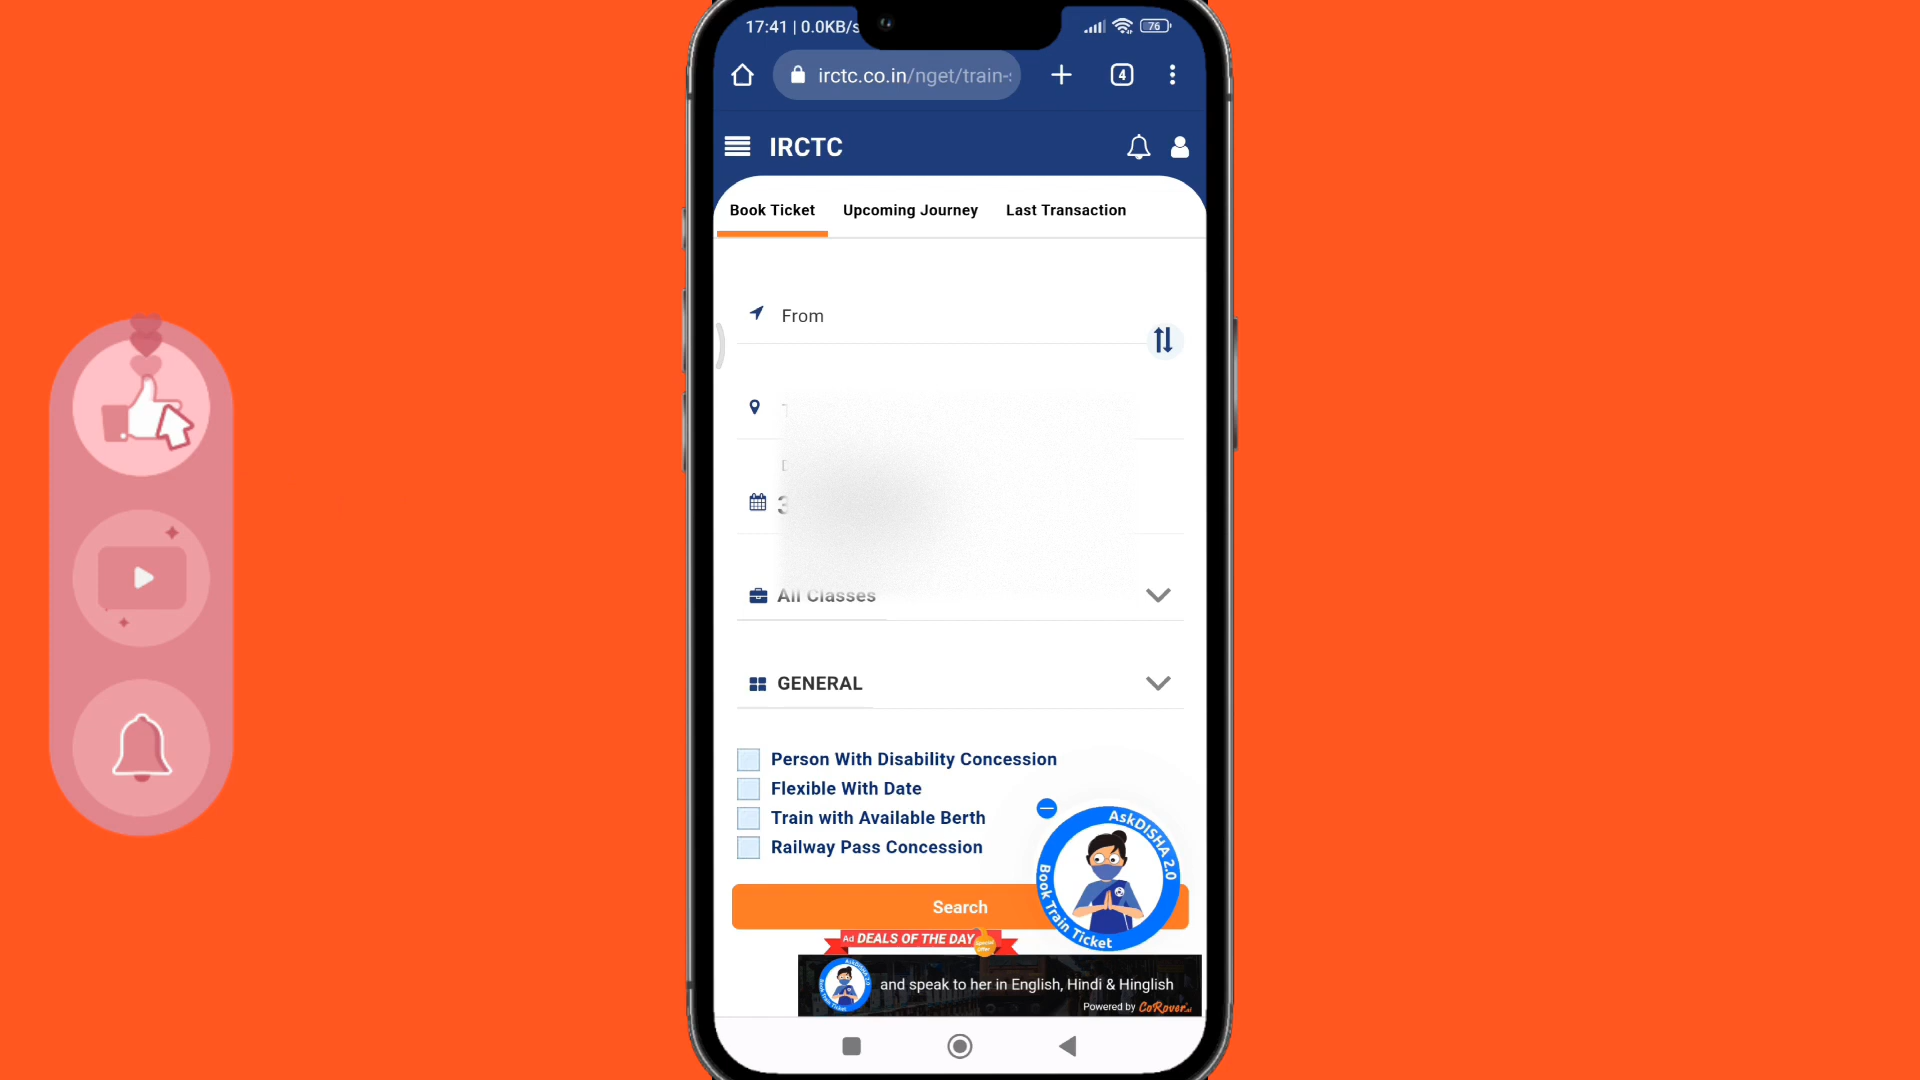 17:41 | 0.0KB/s
76
irctc.co.in/nget/train-
4
IRCTC
Book Ticket
Upcoming Journey
Last Transaction
From
All Classes
GENERAL
Person With Disability Concession
Flexible With Date
Train with Available Berth
Railway Pass Concession
AskDISHA 2.0
Book Train Ticket
Search
Ad DEALS OF THE DAY
Special Offer
and speak to her in English, Hindi & Hinglish
Powered by CoRover.ai